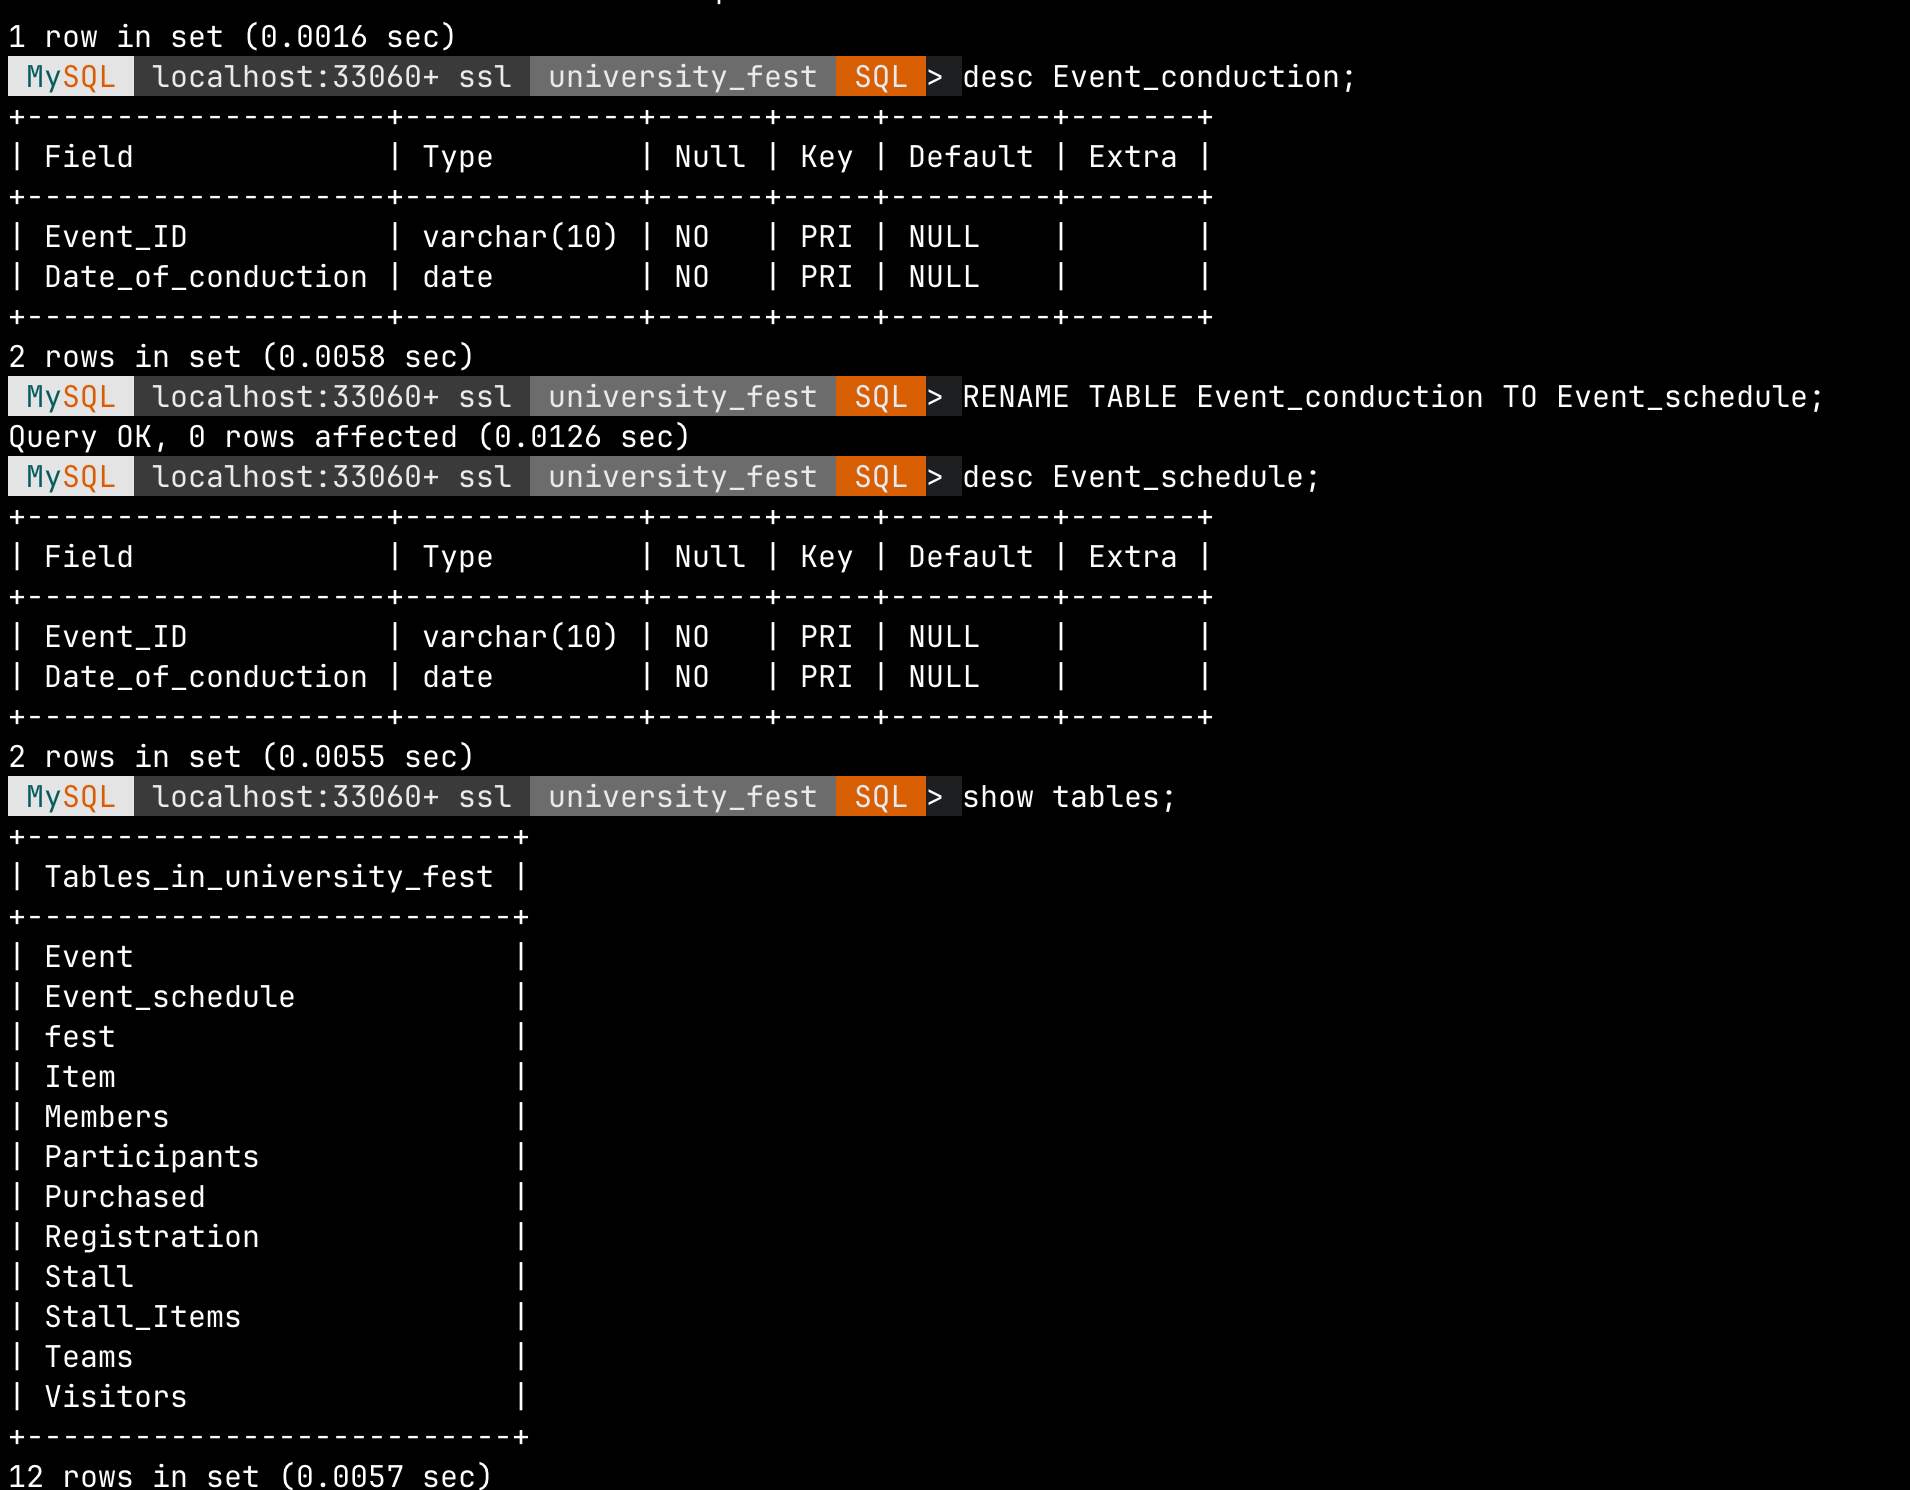 1 row in set (0.0016 sec)
MySQL localhost:33060+ ssl university_fest SQL > desc Event_conduction;
+--------------------+-------------+------+-----+---------+-------+
| Field              | Type        | Null | Key | Default | Extra |
+--------------------+-------------+------+-----+---------+-------+
| Event_ID           | varchar(10) | NO   | PRI | NULL    |       |
| Date_of_conduction | date        | NO   | PRI | NULL    |       |
+--------------------+-------------+------+-----+---------+-------+
2 rows in set (0.0058 sec)
MySQL localhost:33060+ ssl university_fest SQL > RENAME TABLE Event_conduction TO Event_schedule;
Query OK, 0 rows affected (0.0126 sec)
MySQL localhost:33060+ ssl university_fest SQL > desc Event_schedule;
+--------------------+-------------+------+-----+---------+-------+
| Field              | Type        | Null | Key | Default | Extra |
+--------------------+-------------+------+-----+---------+-------+
| Event_ID           | varchar(10) | NO   | PRI | NULL    |       |
| Date_of_conduction | date        | NO   | PRI | NULL    |       |
+--------------------+-------------+------+-----+---------+-------+
2 rows in set (0.0055 sec)
MySQL localhost:33060+ ssl university_fest SQL > show tables;
+---------------------------+
| Tables_in_university_fest |
+---------------------------+
| Event                     |
| Event_schedule            |
| fest                      |
| Item                      |
| Members                   |
| Participants              |
| Purchased                 |
| Registration              |
| Stall                     |
| Stall_Items               |
| Teams                     |
| Visitors                  |
+---------------------------+
12 rows in set (0.0057 sec)